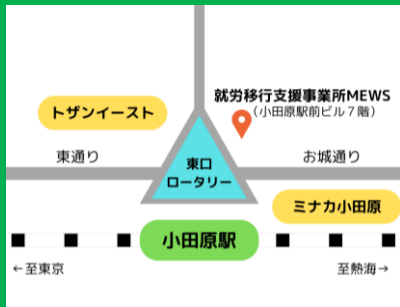 就労移行支援事業所MEWS
（小田原駅前ビル７階）
トザンイースト
東通り
東口
ロータリー
お城通り
ミナカ小田原
小田原駅
←至東京
至熱海→